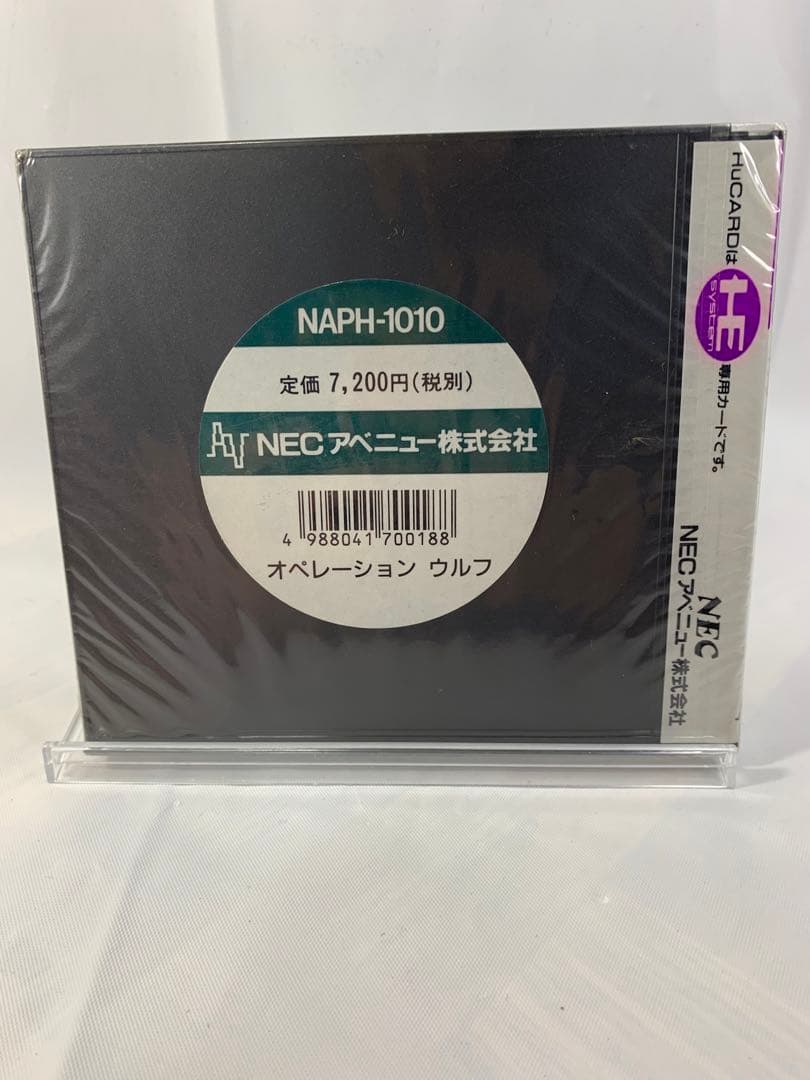 NAPH-1010
定価 7,200円(税別)
NECアベニュー株式会社
4 988041 700188
オペレーション ウルフ
HuCARDは
HE
system
専用カードです。
NEC
NECアベニュー株式会社